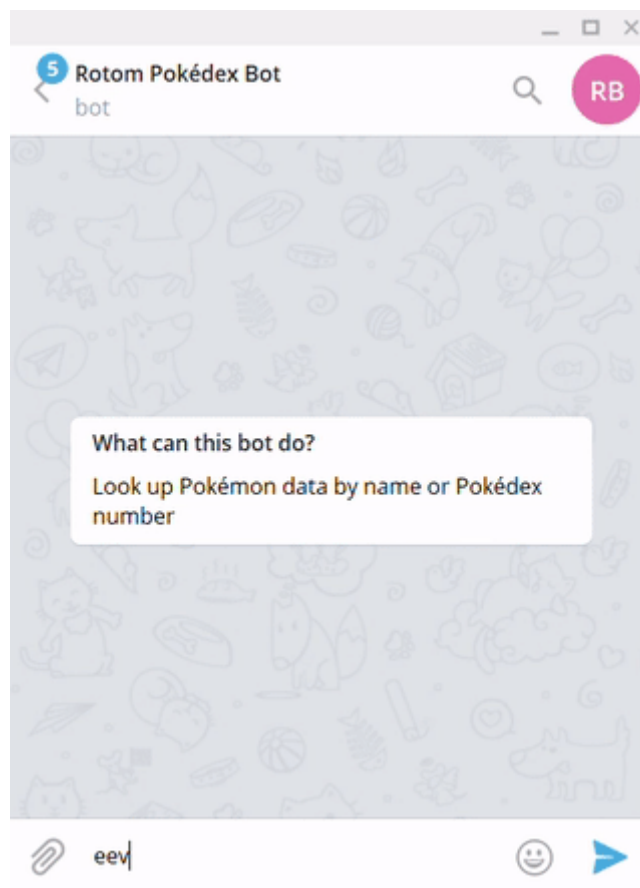 5
Rotom Pokédex Bot
bot
RB
What can this bot do?
Look up Pokémon data by name or Pokédex
number
eev